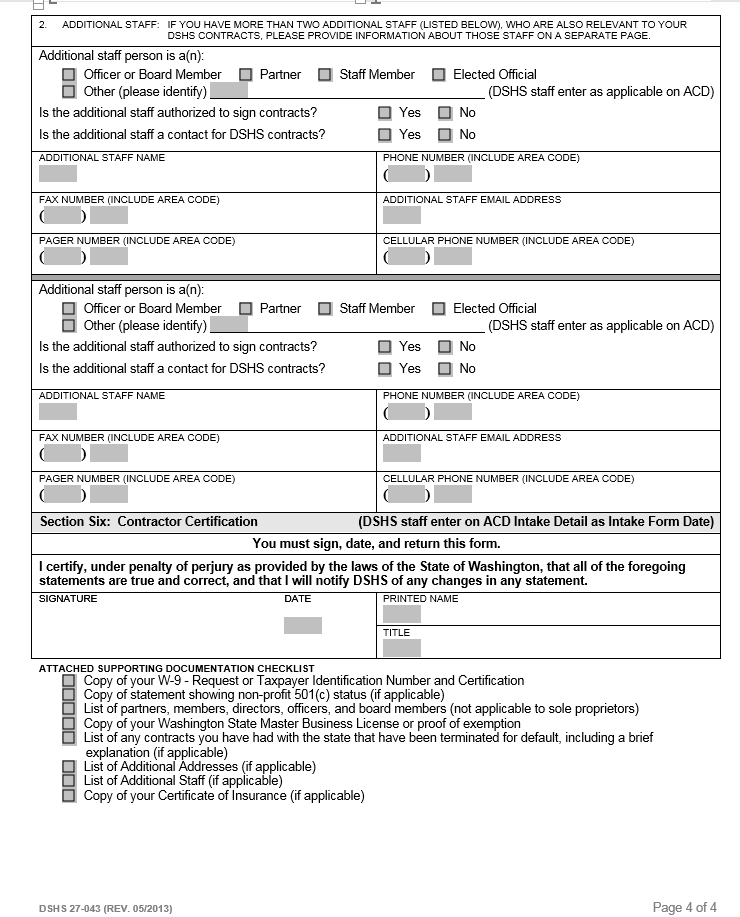 2. ADDITIONAL STAFF: IF YOU HAVE MORE THAN TWO ADDITIONAL STAFF (LISTED BELOW), WHO ARE ALSO RELEVANT TO YOUR
DSHS CONTRACTS, PLEASE PROVIDE INFORMATION ABOUT THOSE STAFF ON A SEPARATE PAGE.
Additional staff person is a(n):
Officer or Board Member Partner Staff Member Elected Official
Other (please identify) (DSHS staff enter as applicable on ACD)
Is the additional staff authorized to sign contracts? Yes No
Is the additional staff a contact for DSHS contracts? Yes No
ADDITIONAL STAFF NAME PHONE NUMBER (INCLUDE AREA CODE)
( )
FAX NUMBER (INCLUDE AREA CODE) ADDITIONAL STAFF EMAIL ADDRESS
( )
PAGER NUMBER (INCLUDE AREA CODE) CELLULAR PHONE NUMBER (INCLUDE AREA CODE)
( ) ( )
Additional staff person is a(n):
Officer or Board Member Partner Staff Member Elected Official
Other (please identify) (DSHS staff enter as applicable on ACD)
Is the additional staff authorized to sign contracts? Yes No
Is the additional staff a contact for DSHS contracts? Yes No
ADDITIONAL STAFF NAME PHONE NUMBER (INCLUDE AREA CODE)
( )
FAX NUMBER (INCLUDE AREA CODE) ADDITIONAL STAFF EMAIL ADDRESS
( )
PAGER NUMBER (INCLUDE AREA CODE) CELLULAR PHONE NUMBER (INCLUDE AREA CODE)
( ) ( )
Section Six: Contractor Certification (DSHS staff enter on ACD Intake Detail as Intake Form Date)
You must sign, date, and return this form.
I certify, under penalty of perjury as provided by the laws of the State of Washington, that all of the foregoing
statements are true and correct, and that I will notify DSHS of any changes in any statement.
SIGNATURE DATE PRINTED NAME
TITLE
ATTACHED SUPPORTING DOCUMENTATION CHECKLIST
Copy of your W-9 - Request or Taxpayer Identification Number and Certification
Copy of statement showing non-profit 501(c) status (if applicable)
List of partners, members, directors, officers, and board members (not applicable to sole proprietors)
Copy of your Washington State Master Business License or proof of exemption
List of any contracts you have had with the state that have been terminated for default, including a brief
explanation (if applicable)
List of Additional Addresses (if applicable)
List of Additional Staff (if applicable)
Copy of your Certificate of Insurance (if applicable)
DSHS 27-043 (REV. 05/2013) Page 4 of 4